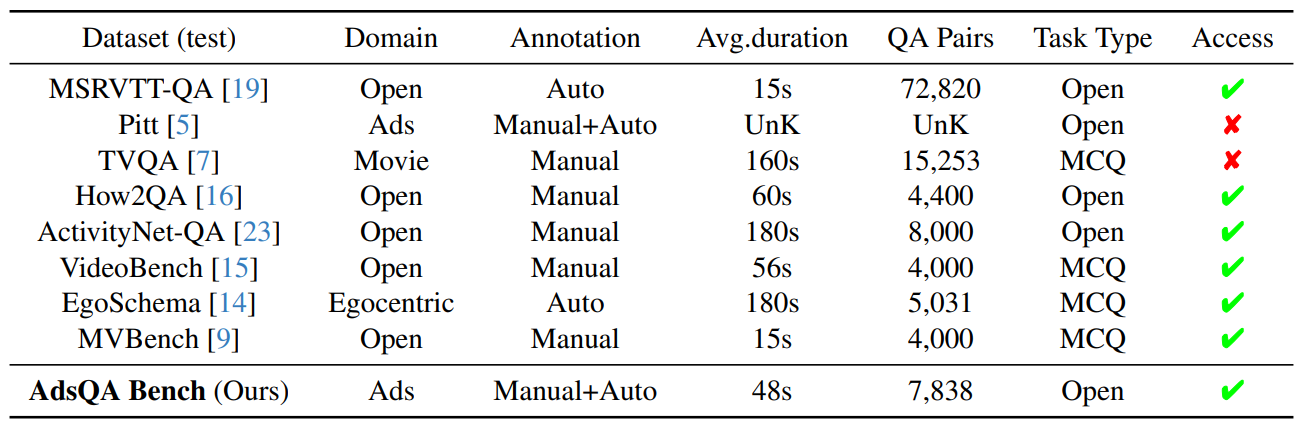 Dataset (test) Domain Annotation Avg.duration QA Pairs Task Type Access
MSRVTT-QA [19] Open Auto 15s 72,820 Open ✔
Pitt [5] Ads Manual+Auto UnK UnK Open ✘
TVQA [7] Movie Manual 160s 15,253 MCQ ✘
How2QA [16] Open Manual 60s 4,400 Open ✔
ActivityNet-QA [23] Open Manual 180s 8,000 Open ✔
VideoBench [15] Open Manual 56s 4,000 MCQ ✔
EgoSchema [14] Egocentric Auto 180s 5,031 MCQ ✔
MVBench [9] Open Manual 15s 4,000 MCQ ✔
AdsQA Bench (Ours) Ads Manual+Auto 48s 7,838 Open ✔